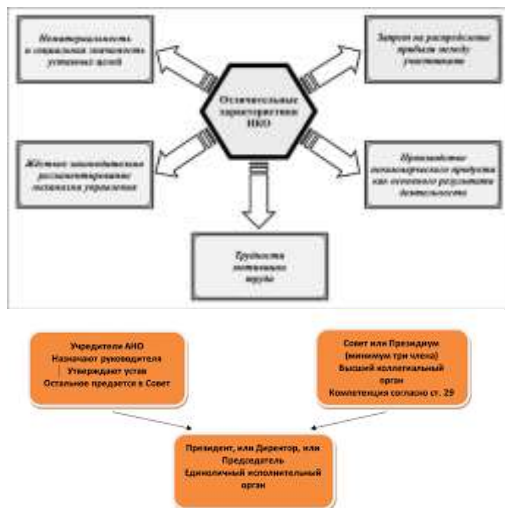 Нематериальность
и социальная значимость
уставных целей
Запрет на распределение
прибыли между
участниками
Отличительные
характеристики
НКО
Жёсткое законодательное
регламентирование
механизма управления
Производство
некоммерческого продукта
как основного результата
деятельности
Трудности
мотивации
труда
Учредители АНО
Назначают руководителя
Утверждают устав
Остальное предается в Совет
Совет или Президиум
(минимум три члена)
Высший коллегиальный
орган
Компетенция согласно ст. 29
Президент, или Директор, или
Председатель
Единоличный исполнительный
орган